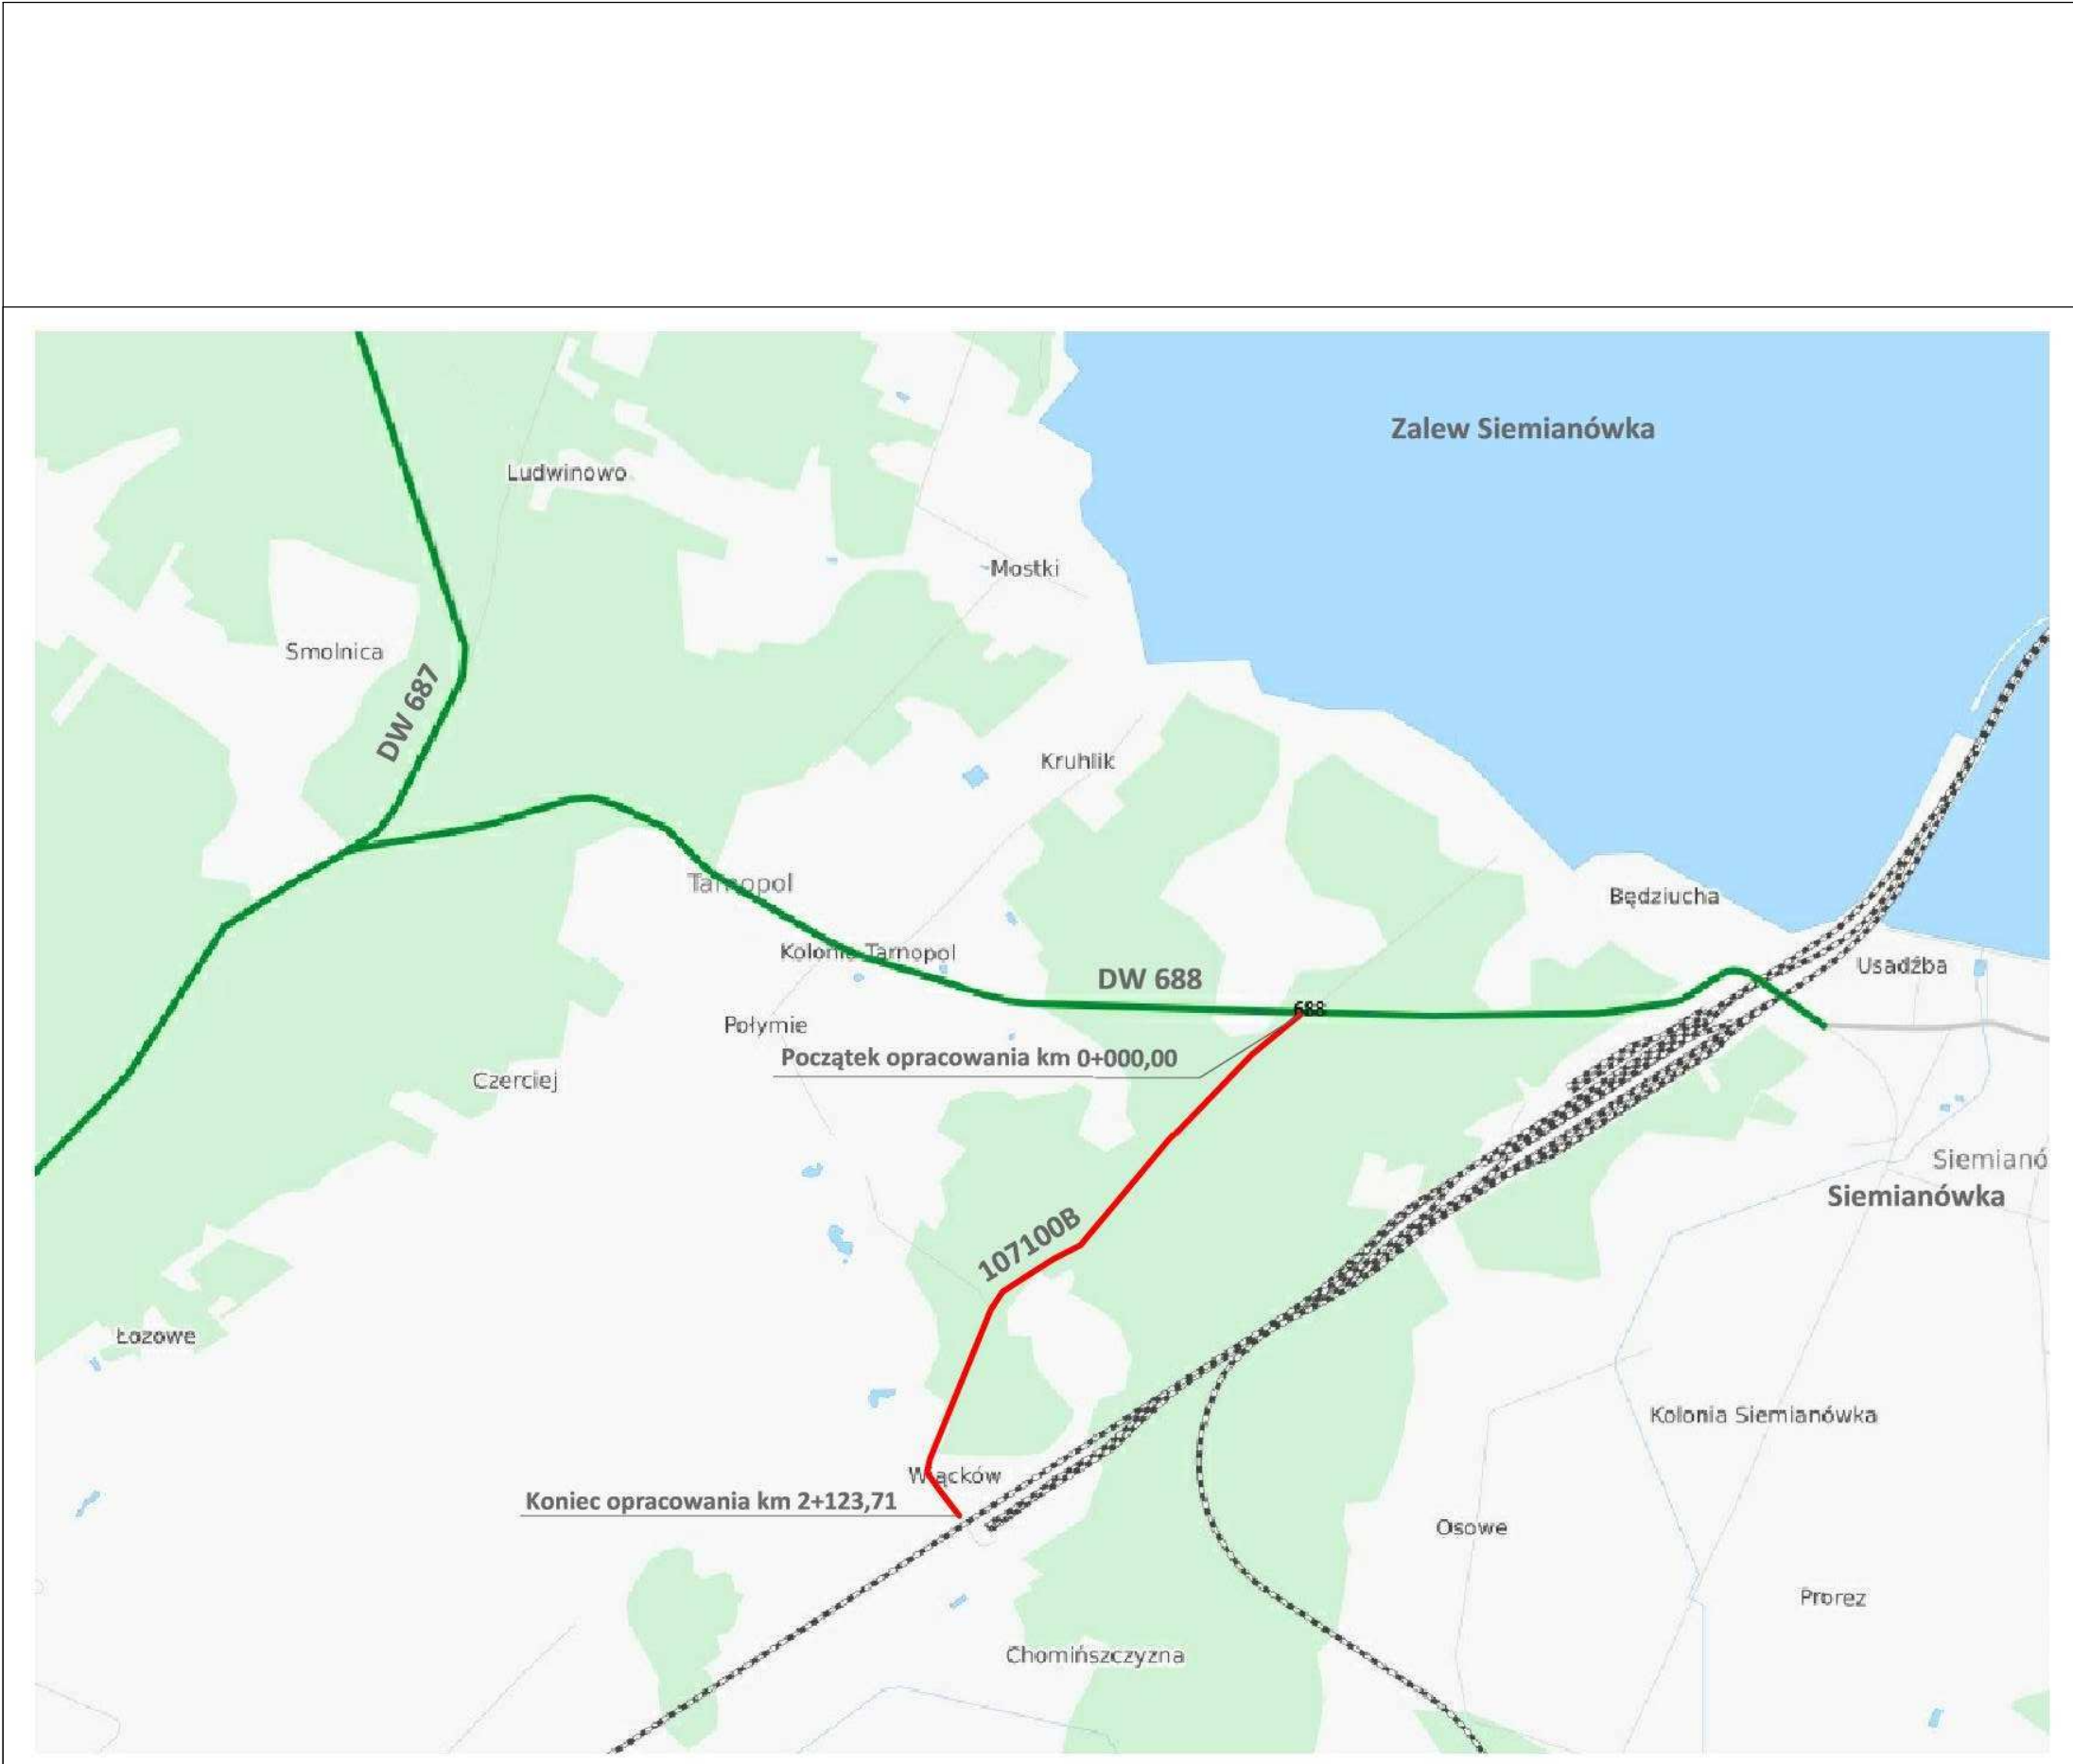 Zalew Siemianówka
Ludwinowo
Mostki
Smolnica
DW 687
Kruhlik
Tarnopol
Będziucha
Kolonia Tarnopol
Usadźba
DW 688
688
Połymie
Początek opracowania km 0+000,00
Czerciej
Siemianó
Siemianówka
107100B
Łozowe
Kolonia Siemianówka
Wiącków
Koniec opracowania km 2+123,71
Osowe
Prorez
Chomińszczyzna